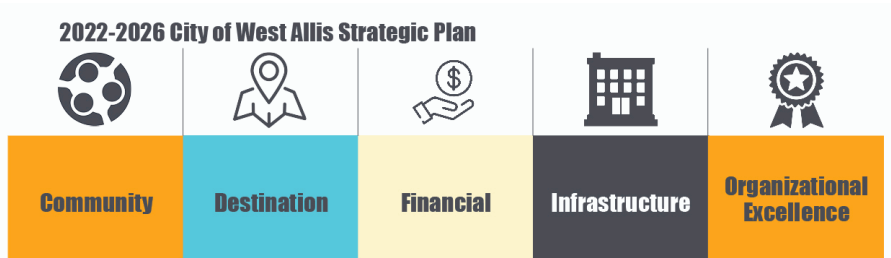 2022-2026 City of West Allis Strategic Plan
$
Community
Destination
Financial
Infrastructure
Organizational
Excellence